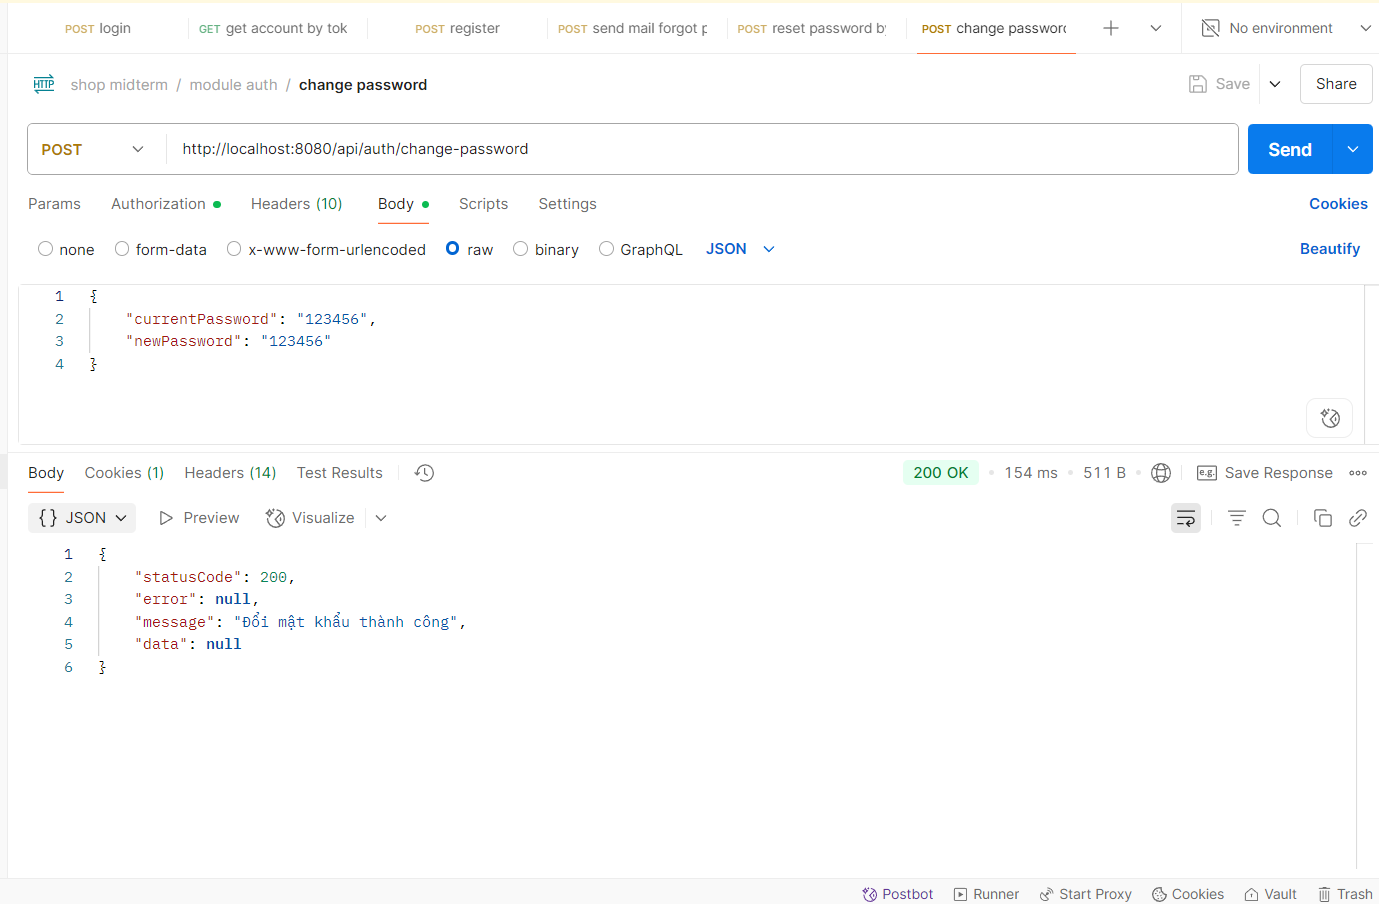 POST login
GET get account by tok
POST register
POST send mail forgot p
POST reset password by
POST change password
No environment
HTTP shop midterm / module auth / change password
Save
Share
POST
http://localhost:8080/api/auth/change-password
Send
Params Authorization Headers (10) Body Scripts Settings
Cookies
none form-data x-www-form-urlencoded raw binary GraphQL JSON
Beautify
1 {
2 "currentPassword": "123456",
3 "newPassword": "123456"
4 }
Body Cookies (1) Headers (14) Test Results
200 OK • 154 ms • 511 B • e.g. Save Response
{} JSON Preview Visualize
1 {
2 "statusCode": 200,
3 "error": null,
4 "message": "Đổi mật khẩu thành công",
5 "data": null
6 }
Postbot Runner Start Proxy Cookies Vault Trash